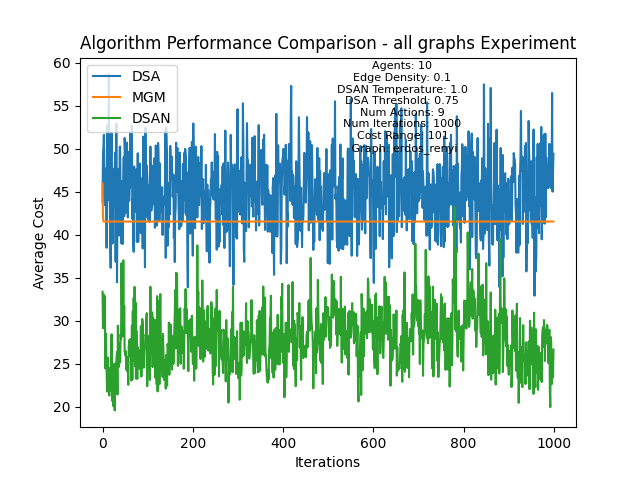 Algorithm Performance Comparison - all graphs Experiment
DSA
MGM
DSAN
Agents: 10
Edge Density: 0.1
DSAN Temperature: 1.0
DSA Threshold: 0.75
Num Actions: 9
Num Iterations: 1000
Cost Range: 101
Graph: erdos_renyi
Average Cost
60
55
50
45
40
35
30
25
20
0 200 400 600 800 1000
Iterations